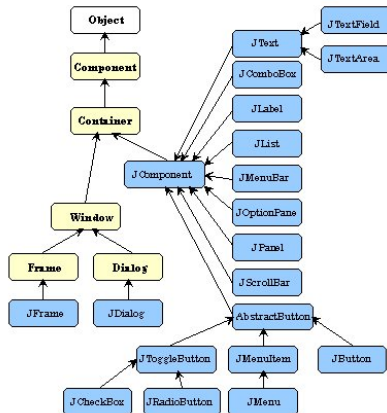 Object
JTextField
JText
JTextArea
Component
JComboBox
JLabel
Container
JList
JComponent
JMenuBar
JOptionPane
Window
JPanel
Frame
Dialog
JScrollBar
JFrame
JDialog
AbstractButton
JToggleButton
JMenuItem
JButton
JCheckBox
JRadioButton
JMenu